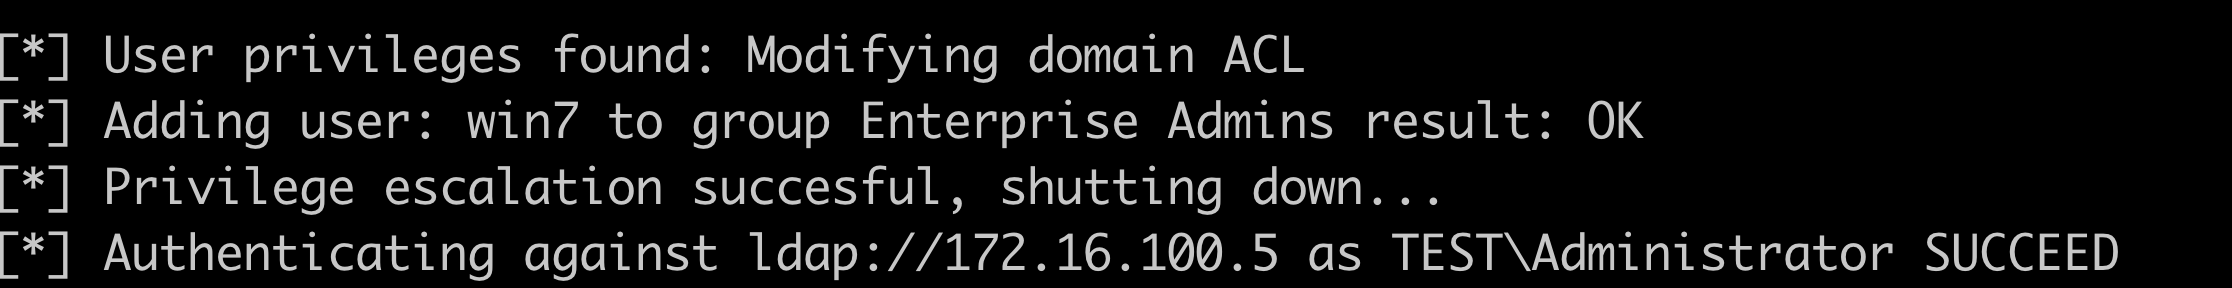 [*] User privileges found: Modifying domain ACL
[*] Adding user: win7 to group Enterprise Admins result: OK
[*] Privilege escalation succesful, shutting down...
[*] Authenticating against ldap://172.16.100.5 as TEST\Administrator SUCCEED